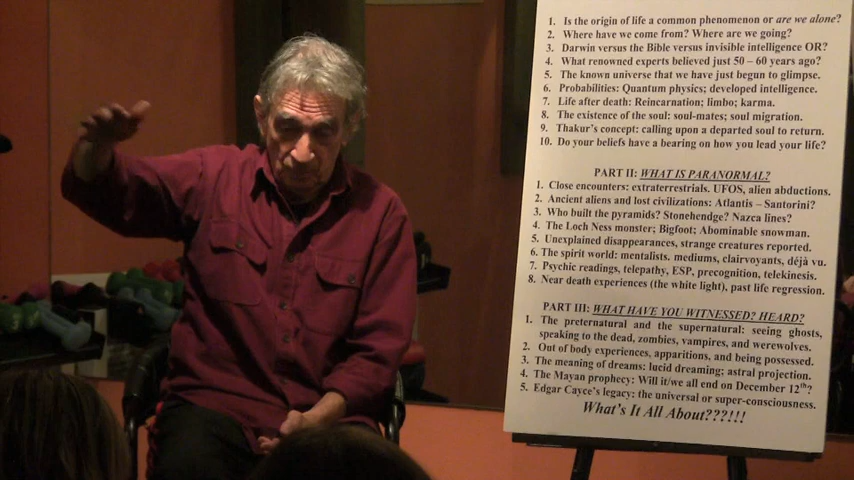 1. Is the origin of life a common phenomenon or are we alone?
2. Where have we come from? Where are we going?
3. Darwin versus the Bible versus invisible intelligence OR?
4. What renowned experts believed just 50 – 60 years ago?
5. The known universe that we have just begun to glimpse.
6. Probabilities: Quantum physics; developed intelligence.
7. Life after death: Reincarnation; limbo; karma.
8. The existence of the soul: soul-mates; soul migration.
9. Thakur's concept: calling upon a departed soul to return.
10. Do your beliefs have a bearing on how you lead your life?
PART II: WHAT IS PARANORMAL?
1. Close encounters: extraterrestrials. UFOS, alien abductions.
2. Ancient aliens and lost civilizations: Atlantis – Santorini?
3. Who built the pyramids? Stonehendge? Nazca lines?
4. The Loch Ness monster; Bigfoot; Abominable snowman.
5. Unexplained disappearances, strange creatures reported.
6. The spirit world: mentalists. mediums, clairvoyants, déjà vu.
7. Psychic readings, telepathy, ESP, precognition, telekinesis.
8. Near death experiences (the white light), past life regression.
PART III: WHAT HAVE YOU WITNESSED? HEARD?
1. The preternatural and the supernatural: seeing ghosts,
speaking to the dead, zombies, vampires, and werewolves.
2. Out of body experiences, apparitions, and being possessed.
3. The meaning of dreams: lucid dreaming; astral projection.
4. The Mayan prophecy: Will it/we all end on December 12th?
5. Edgar Cayce's legacy: the universal or super-consciousness.
What's It All About???!!!